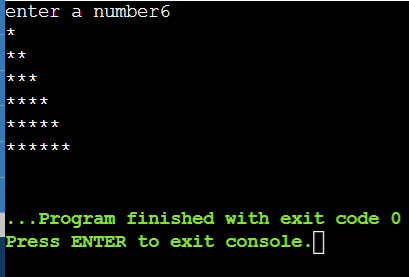 enter a number6
*
**
***
****
*****
******
...Program finished with exit code 0
Press ENTER to exit console.